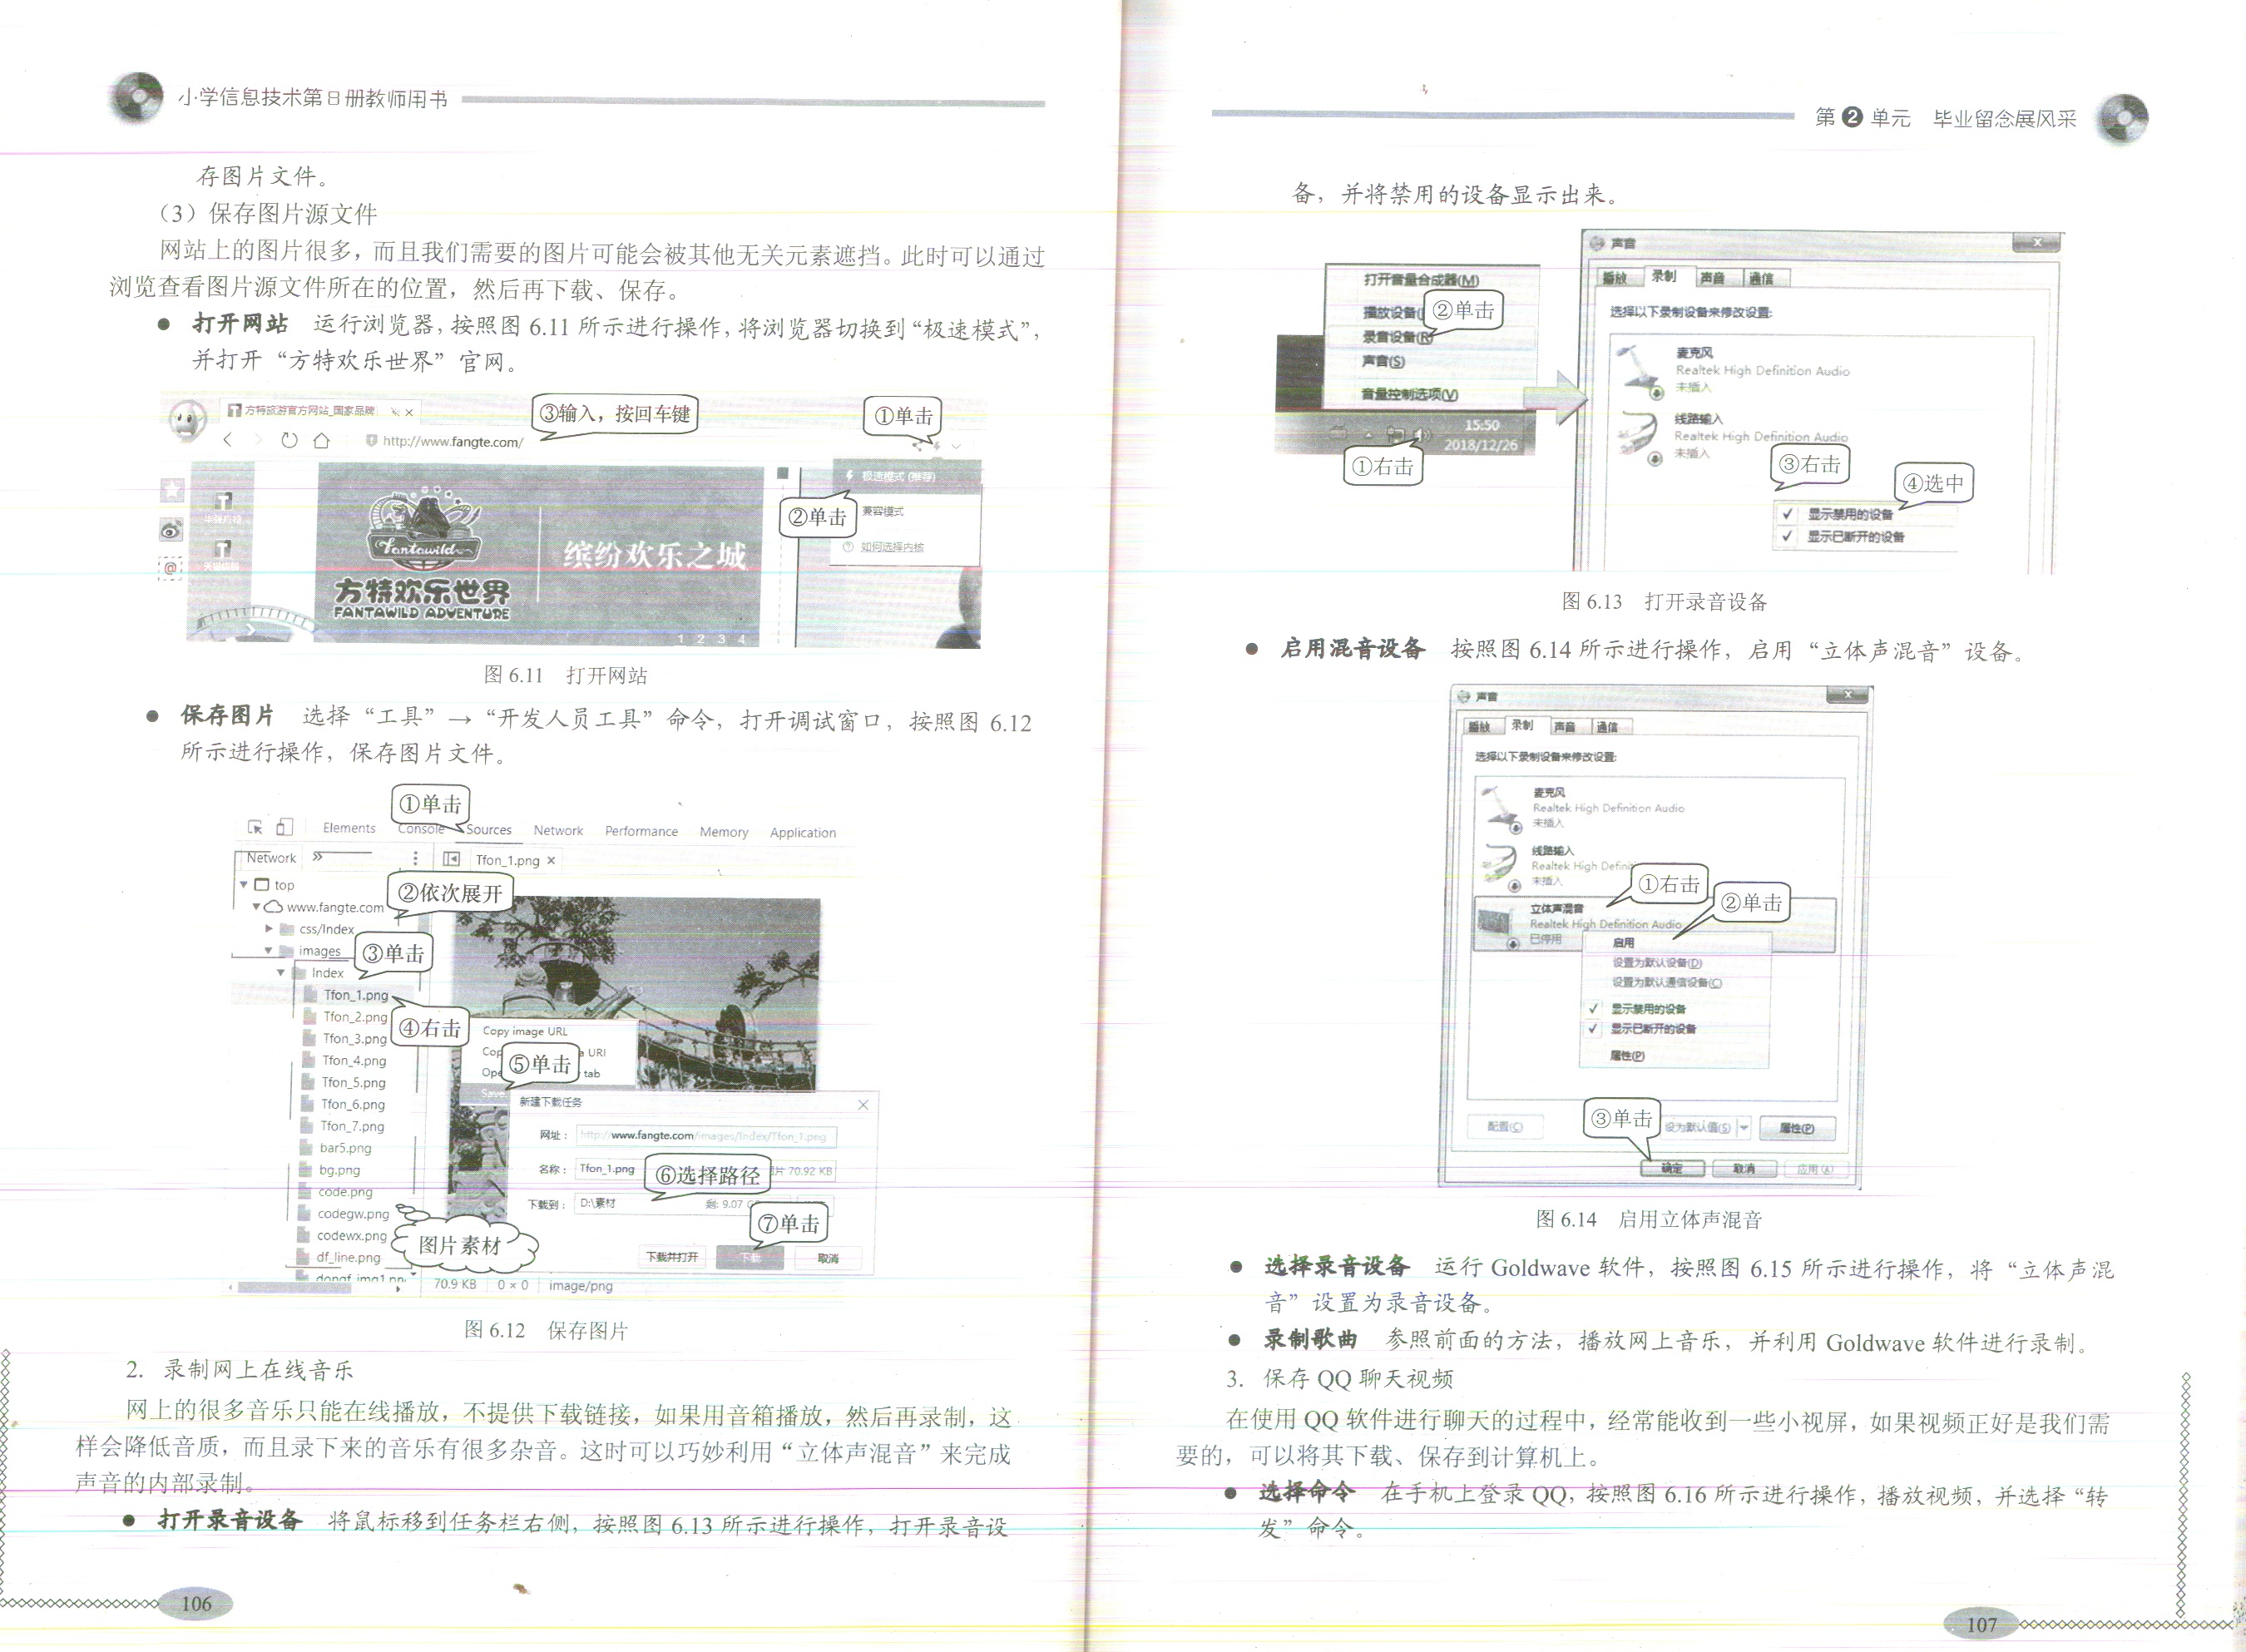 小学信息技术第8册教师用书
存图片文件。
（3）保存图片源文件
网站上的图片很多，而且我们需要的图片可能会被其他无关元素遮挡。此时可以通过
浏览查看图片源文件所在的位置，然后再下载、保存。
● 打开网站 运行浏览器，按照图 6.11 所示进行操作，将浏览器切换到“极速模式”，
并打开“方特欢乐世界”官网。
方特旅游官方网站_国家品牌
③输入，按回车键
①单击
http://www.fangte.com/
极速模式 (推荐)
②单击
兼容模式
如何选择内核
Fantawild
缤纷欢乐之城
方特欢乐世界
FANTAWILD ADVENTURE
1 2 3 4
图 6.11 打开网站
● 保存图片 选择“工具”→“开发人员工具”命令，打开调试窗口，按照图 6.12
所示进行操作，保存图片文件。
①单击
Elements Console Sources Network Performance Memory Application
Network » Tfon_1.png ×
top
②依次展开
www.fangte.com
css/Index
images
③单击
Index
Tfon_1.png
Tfon_2.png
④右击
Tfon_3.png
Tfon_4.png
Tfon_5.png
Tfon_6.png
Tfon_7.png
bar5.png
bg.png
code.png
codegw.png
codewx.png
df_line.png
Copy image URL
⑤单击
新建下载任务
网址： http://www.fangte.com/images/Index/Tfon_1.png
名称： Tfon_1.png 70.92 KB
⑥选择路径
下载到： D:\素材 剩: 9.07
⑦单击
图片素材
下载并打开 下载 取消
70.9 KB 0 × 0 image/png
图 6.12 保存图片
2. 录制网上在线音乐
网上的很多音乐只能在线播放，不提供下载链接，如果用音箱播放，然后再录制，这
样会降低音质，而且录下来的音乐有很多杂音。这时可以巧妙利用“立体声混音”来完成
声音的内部录制。
● 打开录音设备 将鼠标移到任务栏右侧，按照图 6.13 所示进行操作，打开录音设
106
第2单元 毕业留念展风采
备，并将禁用的设备显示出来。
打开音量合成器(M)
播放设备
②单击
录音设备(R)
声音(S)
音量控制选项(V)
15:50
2018/12/26
①右击
声音
播放 录制 声音 通信
选择以下录制设备来修改设置:
麦克风
Realtek High Definition Audio
未插入
线路输入
Realtek High Definition Audio
未插入
③右击
④选中
显示禁用的设备
显示已断开的设备
图 6.13 打开录音设备
● 启用混音设备 按照图 6.14 所示进行操作，启用“立体声混音”设备。
声音
播放 录制 声音 通信
选择以下录制设备来修改设置:
麦克风
Realtek High Definition Audio
未插入
线路输入
Realtek High Defini
未插入
①右击
②单击
立体声混音
Realtek High Definition Audio
已停用
启用
设置为默认设备(D)
设置为默认通信设备(C)
显示禁用的设备
显示已断开的设备
属性(P)
③单击
配置(C) 设为默认值(S) 属性(P)
确定 取消 应用(A)
图 6.14 启用立体声混音
● 选择录音设备 运行 Goldwave 软件，按照图 6.15 所示进行操作，将“立体声混
音”设置为录音设备。
● 录制歌曲 参照前面的方法，播放网上音乐，并利用 Goldwave 软件进行录制。
3. 保存 QQ 聊天视频
在使用 QQ 软件进行聊天的过程中，经常能收到一些小视屏，如果视频正好是我们需
要的，可以将其下载、保存到计算机上。
● 选择命令 在手机上登录 QQ，按照图 6.16 所示进行操作，播放视频，并选择“转
发”命令。
107